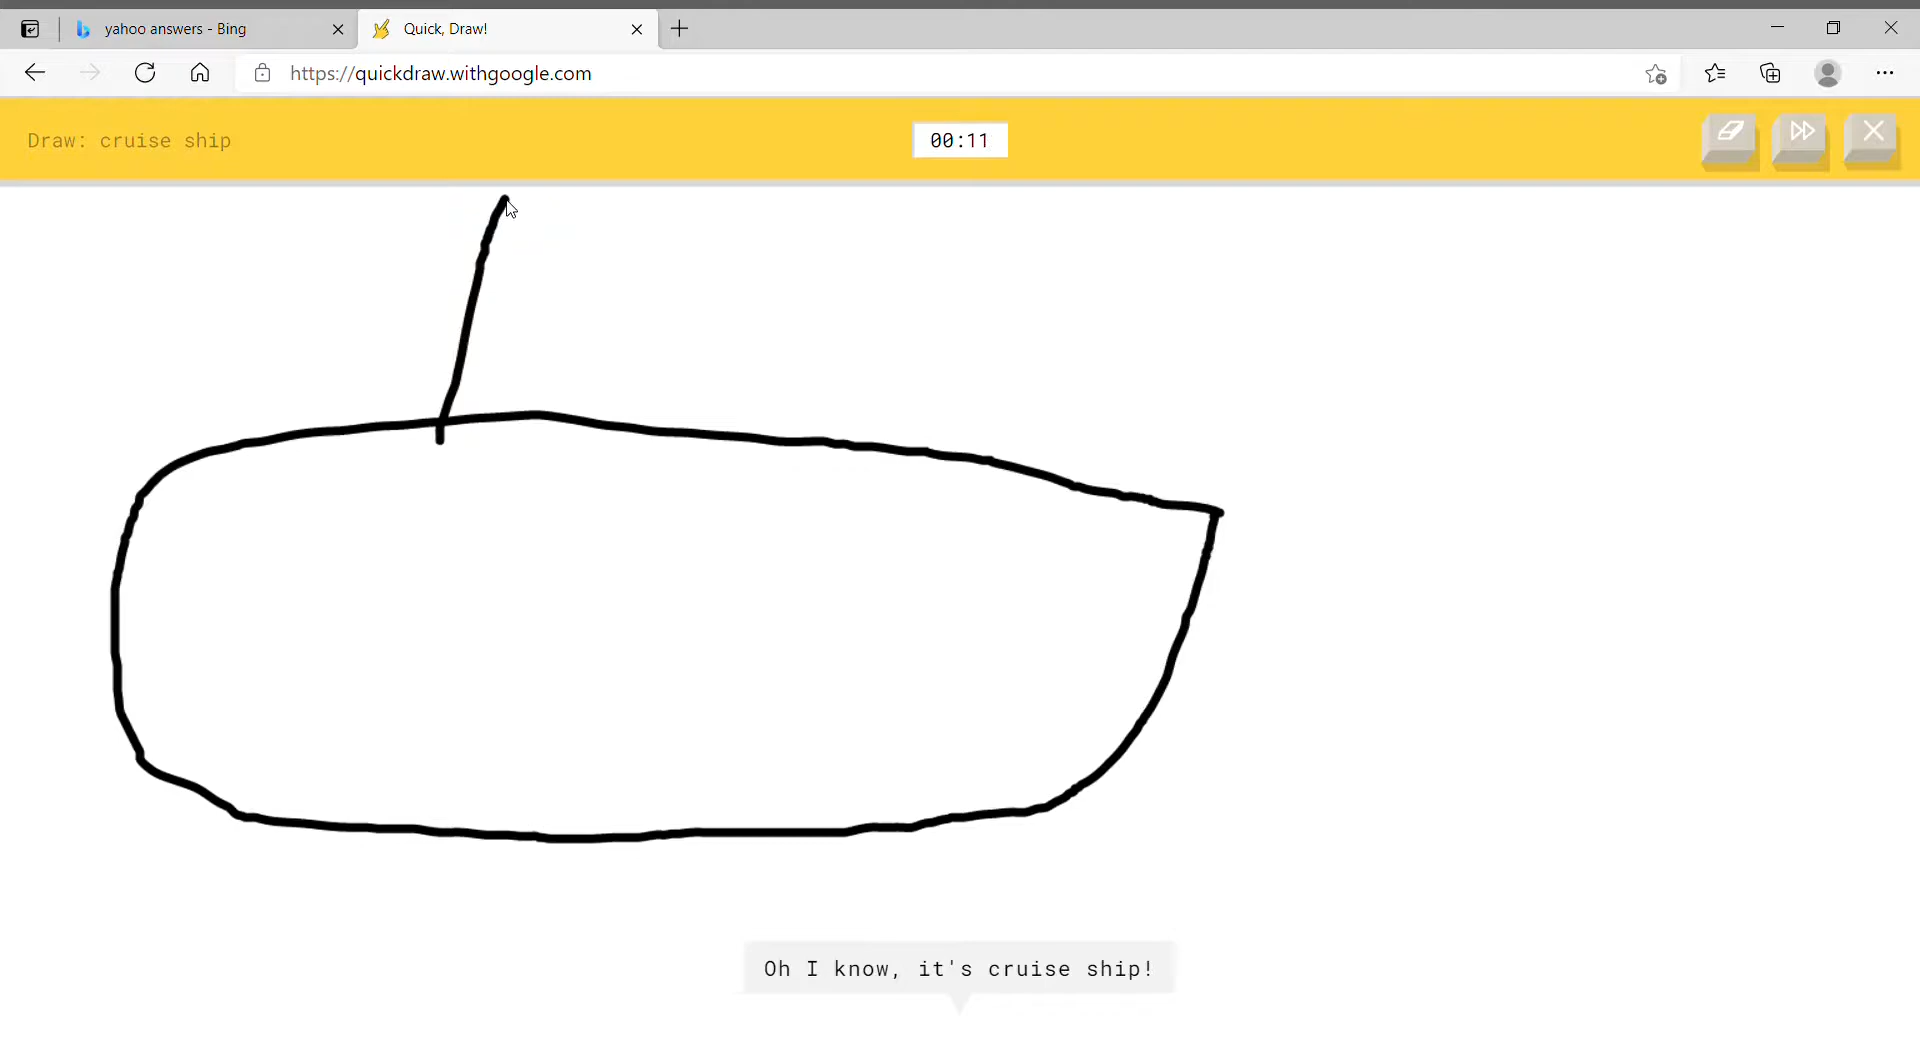 yahoo answers - Bing
Quick, Draw!
https://quickdraw.withgoogle.com
Draw: cruise ship
00:11
Oh I know, it's cruise ship!